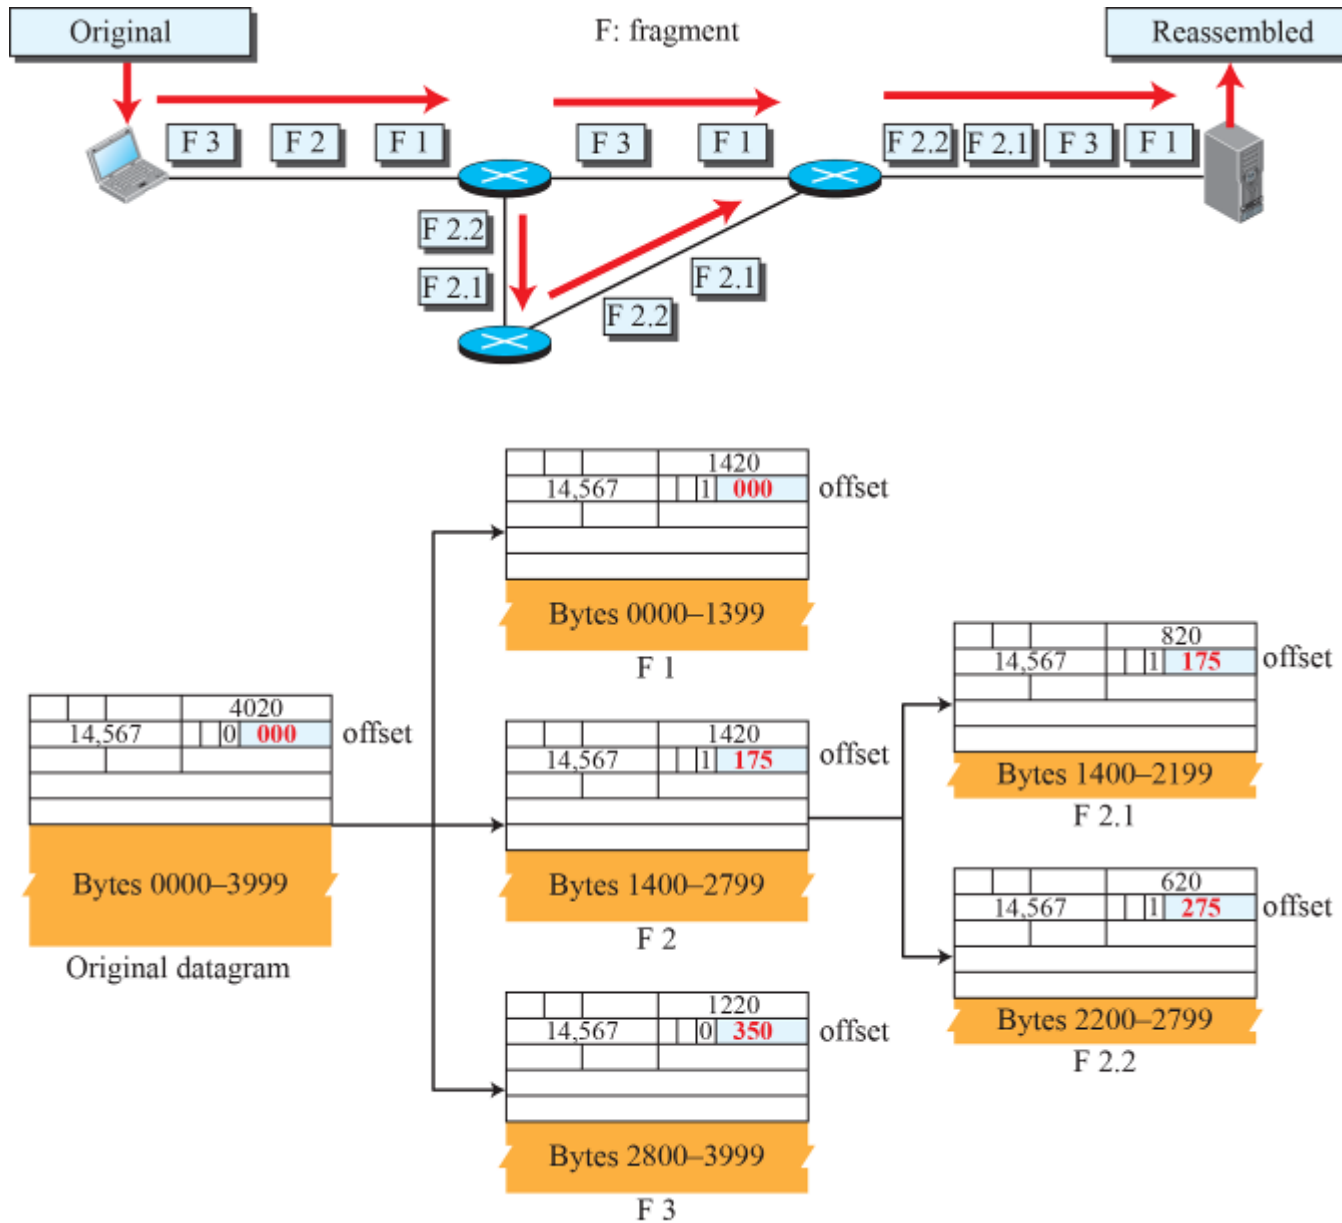 Original
F: fragment
Reassembled
F 3
F 2
F 1
F 3
F 1
F 2.2
F 2.1
F 3
F 1
F 2.2
F 2.1
F 2.1
F 2.2
1420
14,567
1
000
offset
Bytes 0000–1399
F 1
4020
14,567
0
000
offset
Bytes 0000–3999
Original datagram
1420
14,567
1
175
offset
Bytes 1400–2799
F 2
1220
14,567
0
350
offset
Bytes 2800–3999
F 3
820
14,567
1
175
offset
Bytes 1400–2199
F 2.1
620
14,567
1
275
offset
Bytes 2200–2799
F 2.2